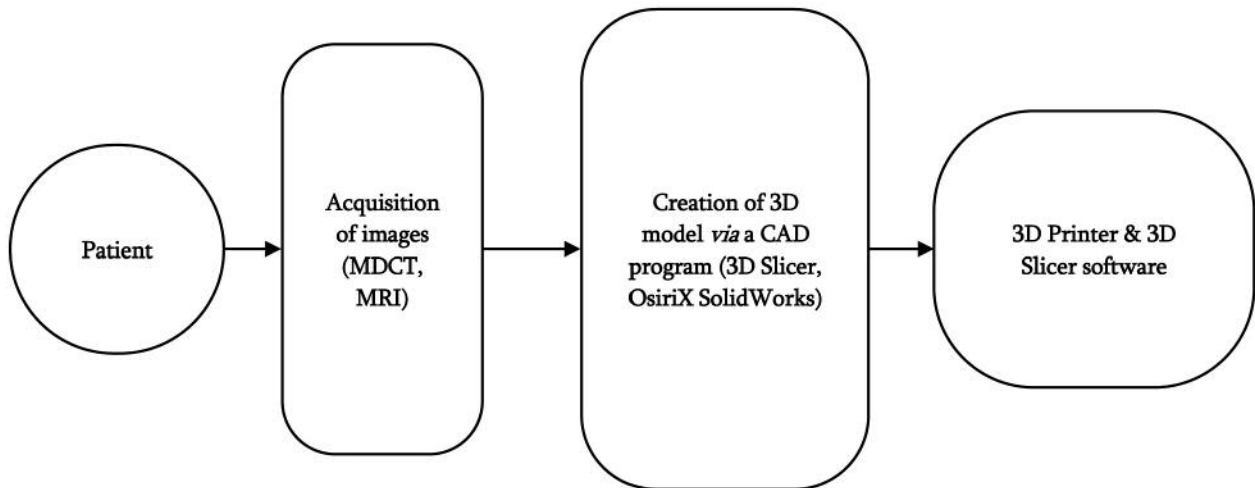 Patient
Acquisition
of images
(MDCT,
MRI)
Creation of 3D
model via a CAD
program (3D Slicer,
OsiriX SolidWorks)
3D Printer & 3D
Slicer software